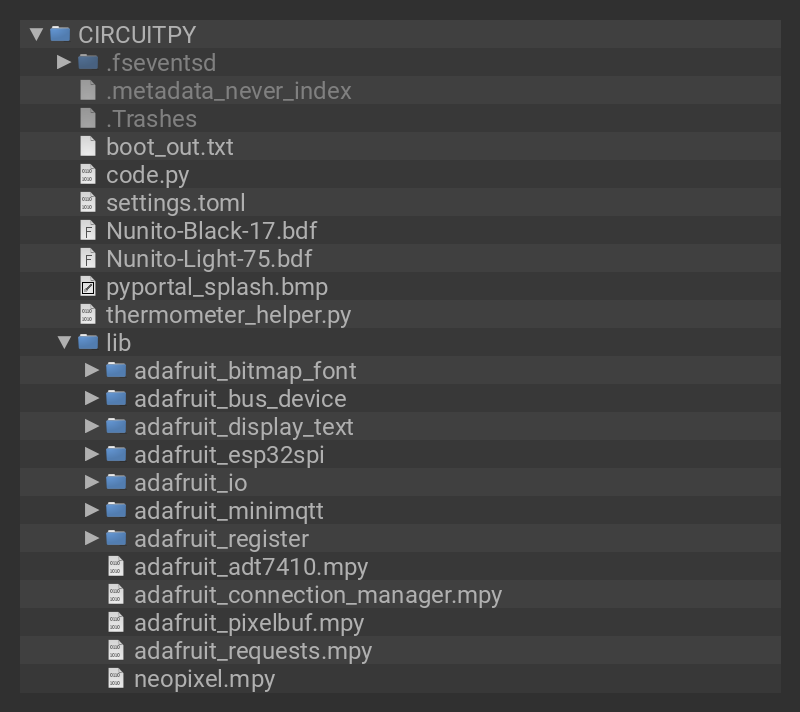 CIRCUITPY
.fseventsd
.metadata_never_index
.Trashes
boot_out.txt
code.py
settings.toml
Nunito-Black-17.bdf
Nunito-Light-75.bdf
pyportal_splash.bmp
thermometer_helper.py
lib
adafruit_bitmap_font
adafruit_bus_device
adafruit_display_text
adafruit_esp32spi
adafruit_io
adafruit_minimqtt
adafruit_register
adafruit_adt7410.mpy
adafruit_connection_manager.mpy
adafruit_pixelbuf.mpy
adafruit_requests.mpy
neopixel.mpy